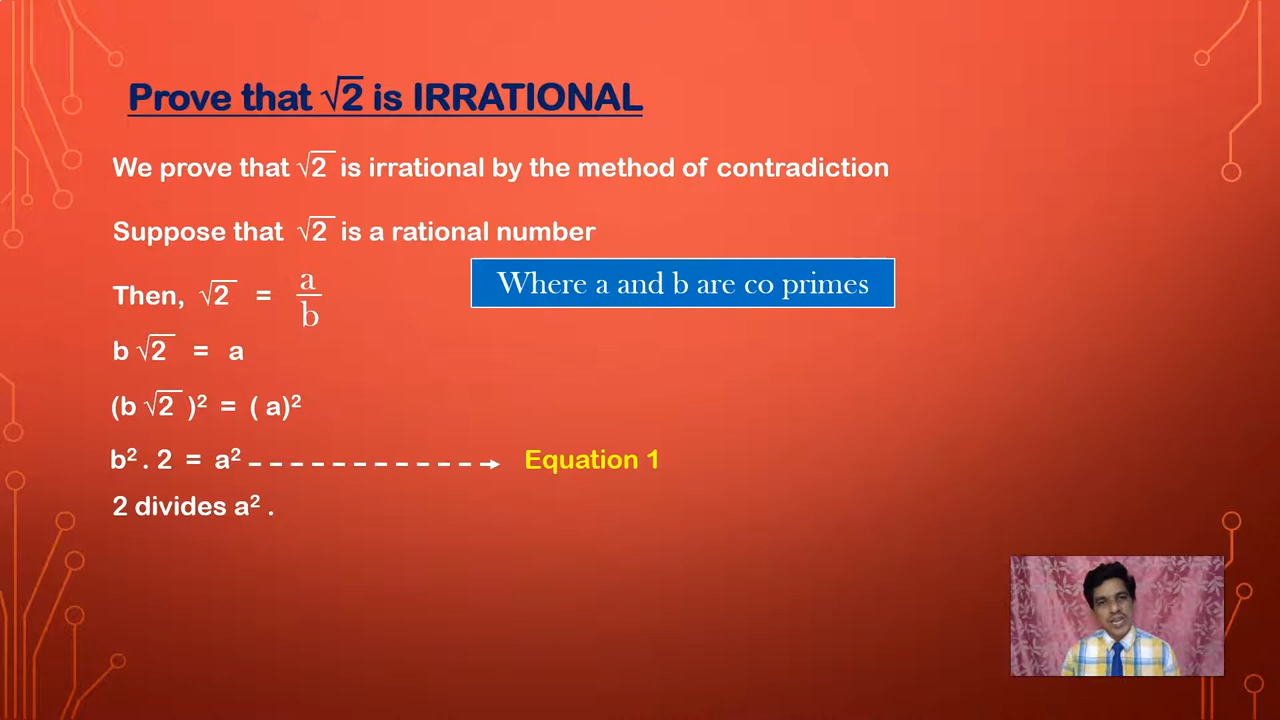 Prove that √2 is IRRATIONAL
We prove that √2 is irrational by the method of contradiction
Suppose that √2 is a rational number
Then, √2 = a/b
Where a and b are co primes
b √2 = a
(b √2 )² = ( a)²
b² . 2 = a² – – – – – – – – – – – → Equation 1
2 divides a² .